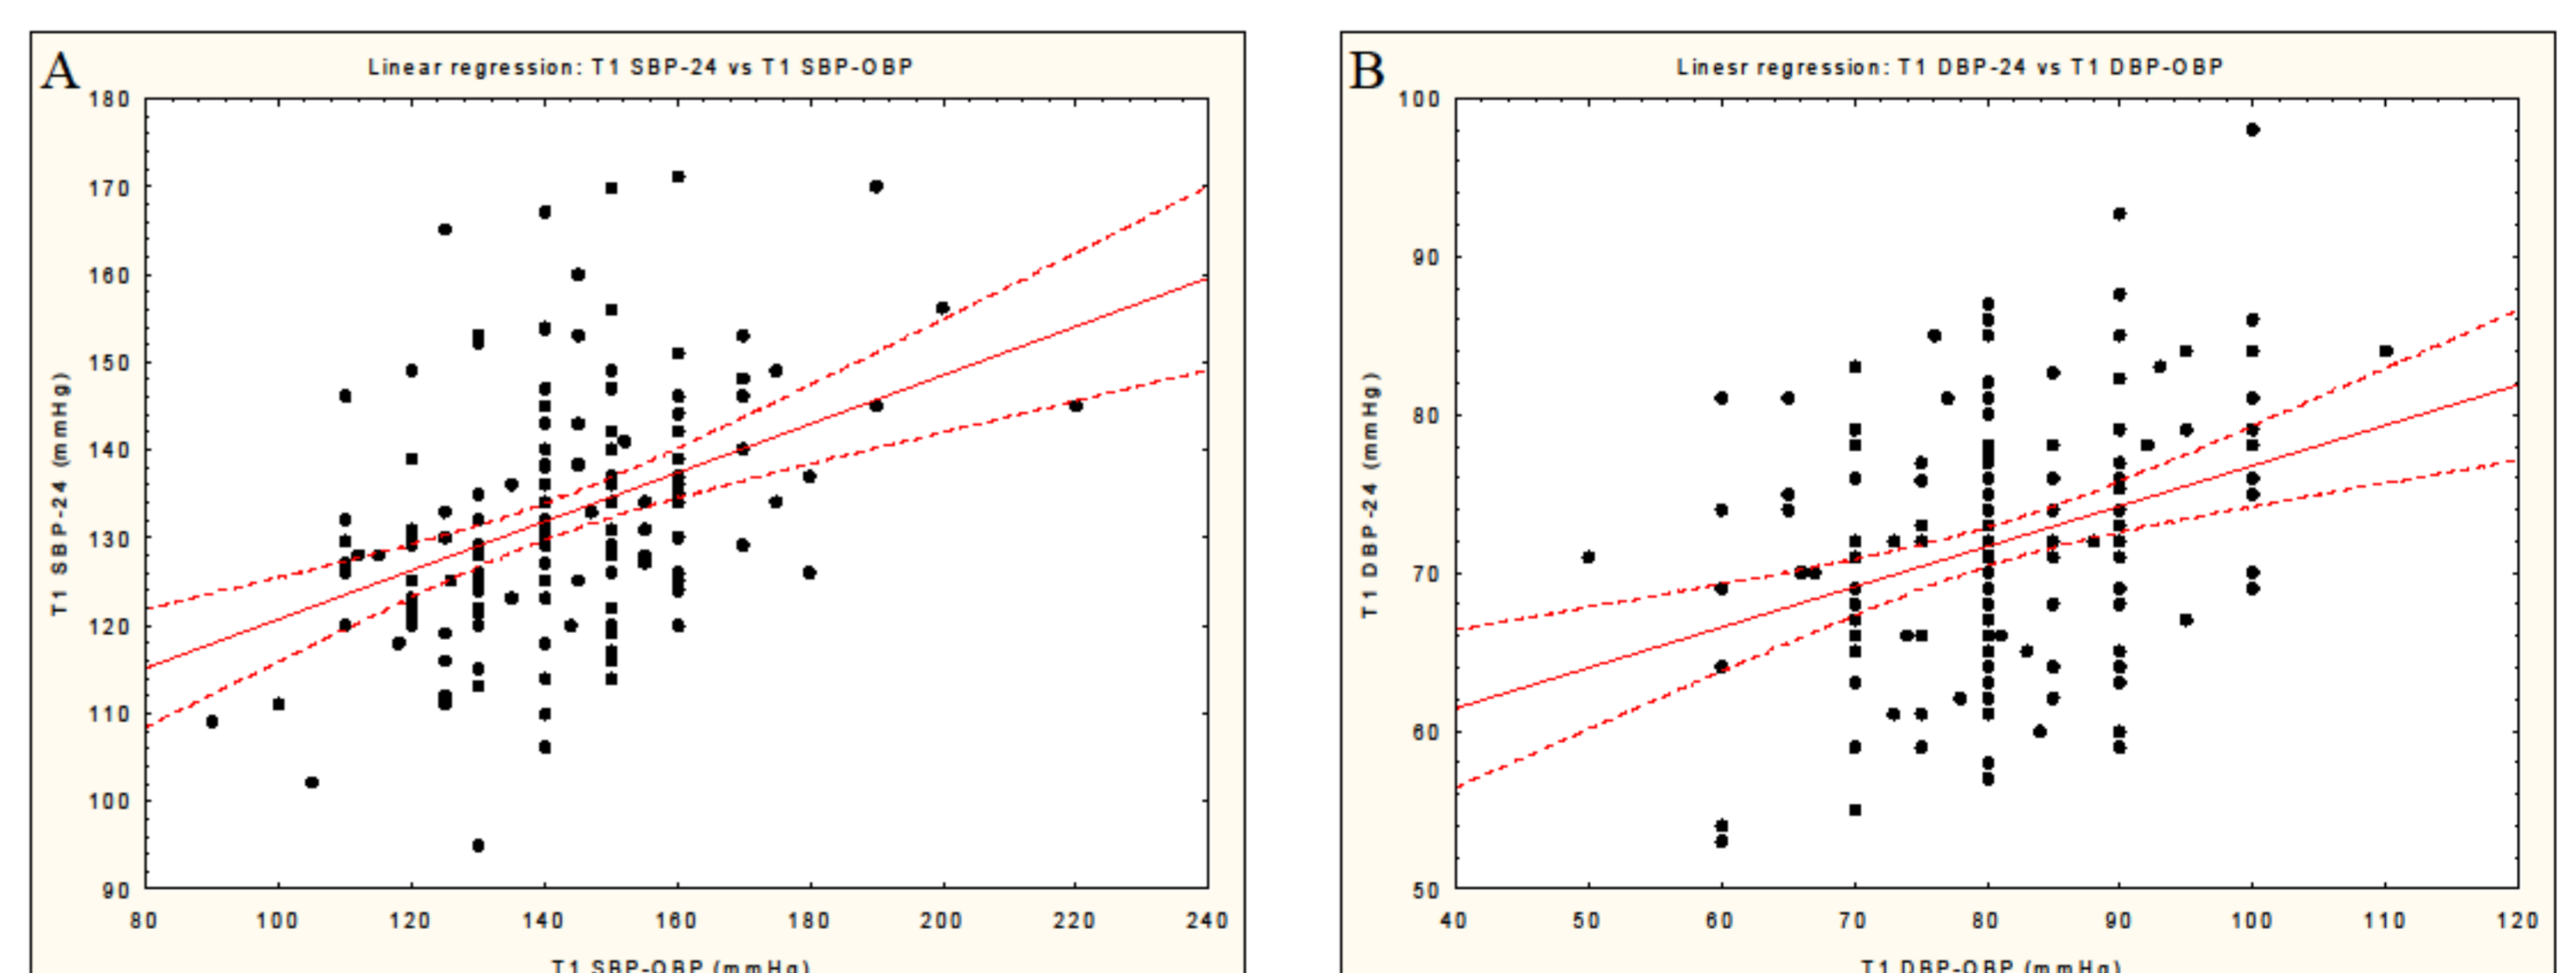 A
Linear regression: T1 SBP-24 vs T1 SBP-OBP
180
170
160
150
140
130
120
110
100
90
T1 SBP-24 (mmHg)
80 100 120 140 160 180 200 220 240
T1 SBP-OBP (mmHg)
B
Linesr regression: T1 DBP-24 vs T1 DBP-OBP
100
90
80
70
60
50
T1 DBP-24 (mmHg)
40 50 60 70 80 90 100 110 120
T1 DBP-OBP (mmHg)